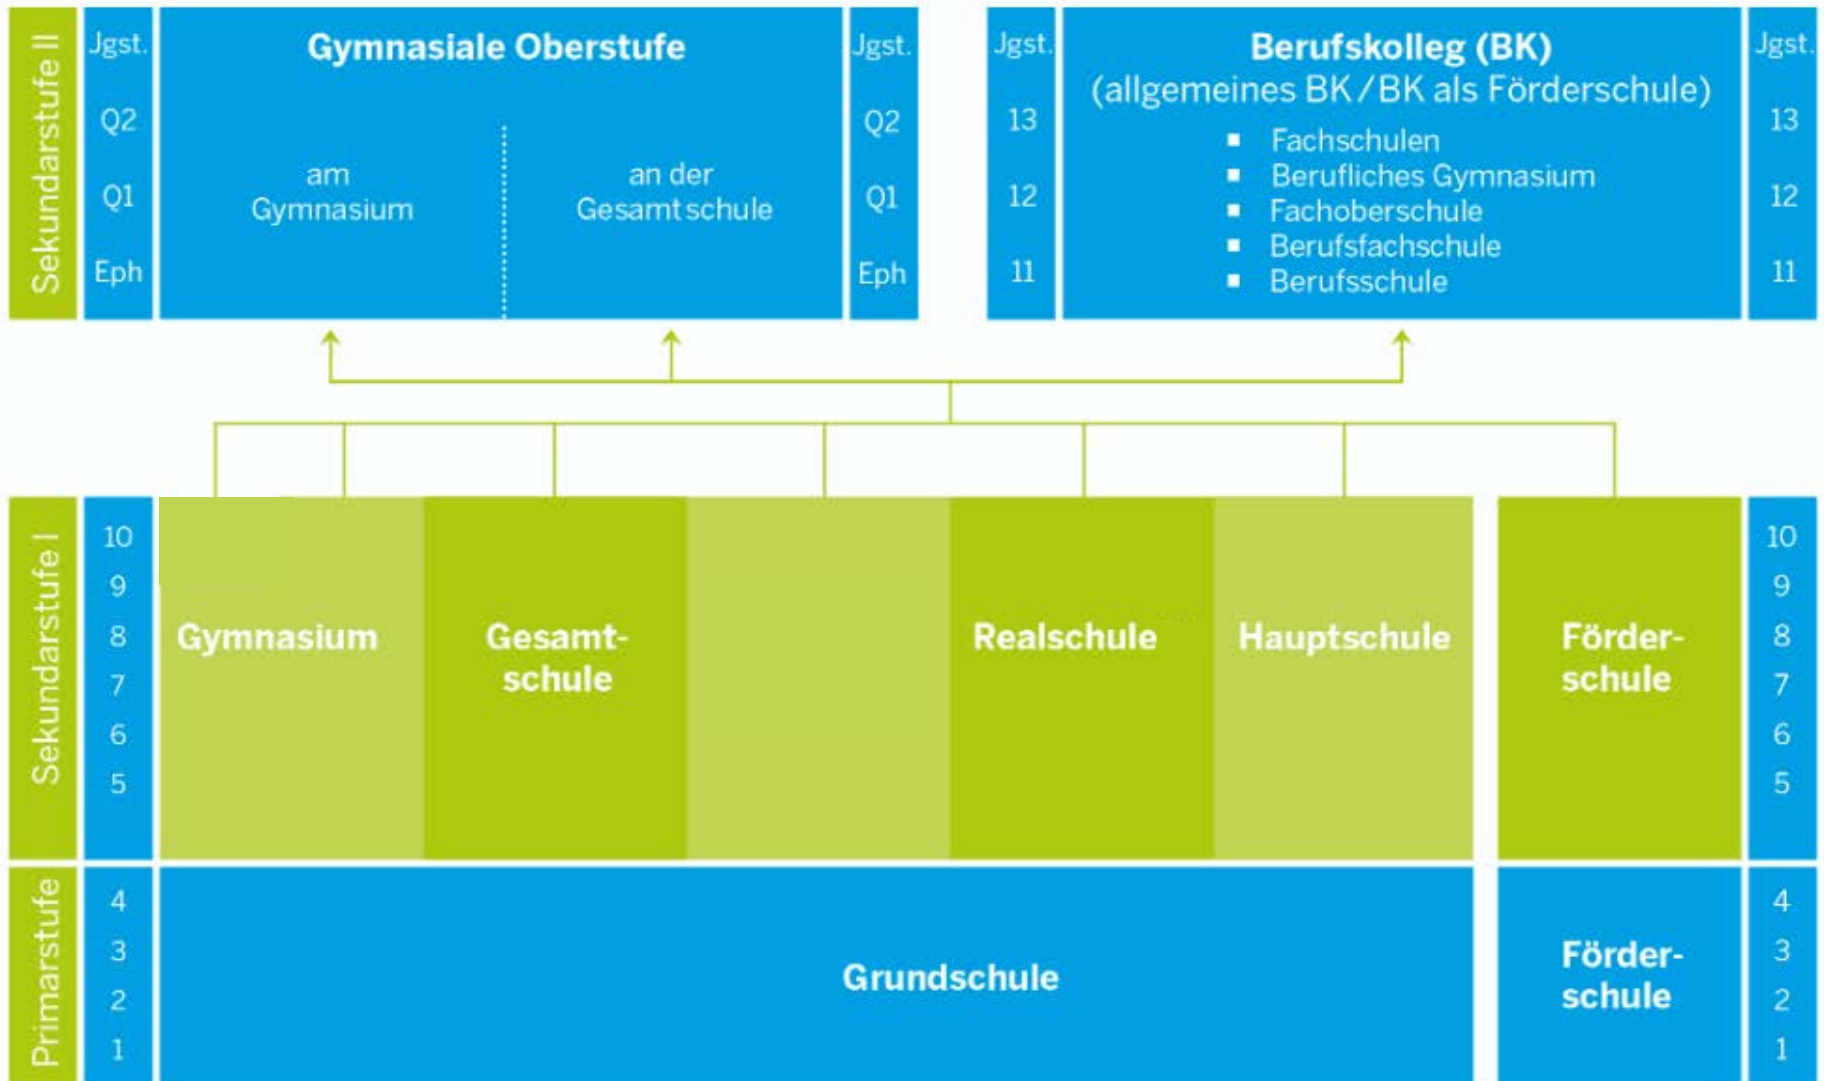 Sekundarstufe II
Jgst.
Q2
Q1
Eph
Gymnasiale Oberstufe
am
Gymnasium
an der
Gesamtschule
Jgst.
Q2
Q1
Eph
Jgst.
13
12
11
Berufskolleg (BK)
(allgemeines BK/BK als Förderschule)
▪ Fachschulen
▪ Berufliches Gymnasium
▪ Fachoberschule
▪ Berufsfachschule
▪ Berufsschule
Jgst.
13
12
11
Sekundarstufe I
10
9
8
7
6
5
Gymnasium
Gesamt-
schule
Realschule
Hauptschule
Förder-
schule
10
9
8
7
6
5
Primarstufe
4
3
2
1
Grundschule
Förder-
schule
4
3
2
1